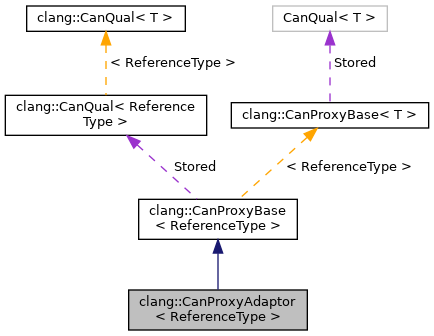 clang::CanQual< T >
CanQual< T >
< ReferenceType >
Stored
clang::CanQual< Reference
Type >
clang::CanProxyBase< T >
Stored
< ReferenceType >
clang::CanProxyBase
< ReferenceType >
clang::CanProxyAdaptor
< ReferenceType >